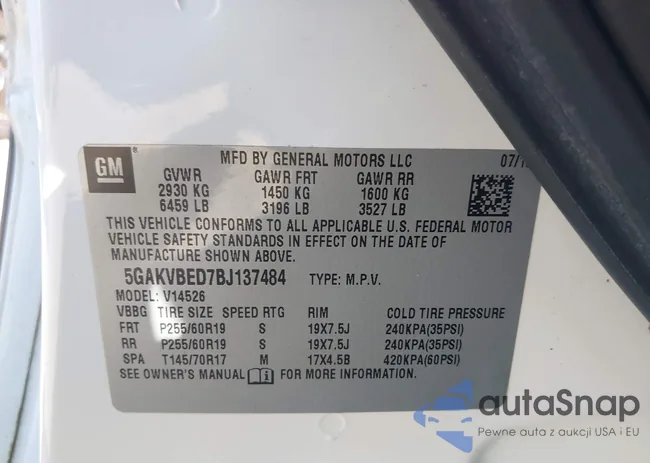 GM ®
MFD BY GENERAL MOTORS LLC 07/1
GVWR GAWR FRT GAWR RR
2930 KG 1450 KG 1600 KG
6459 LB 3196 LB 3527 LB
THIS VEHICLE CONFORMS TO ALL APPLICABLE U.S. FEDERAL MOTOR
VEHICLE SAFETY STANDARDS IN EFFECT ON THE DATE OF
MANUFACTURE SHOWN ABOVE.
5GAKVBED7BJ137484 TYPE: M.P.V.
MODEL: V14526
VBBG TIRE SIZE SPEED RTG RIM COLD TIRE PRESSURE
FRT P255/60R19 S 19X7.5J 240KPA(35PSI)
RR P255/60R19 S 19X7.5J 240KPA(35PSI)
SPA T145/70R17 M 17X4.5B 420KPA(60PSI)
SEE OWNER'S MANUAL FOR MORE INFORMATION.
autoSnap
Pewne auta z aukcji USA i EU